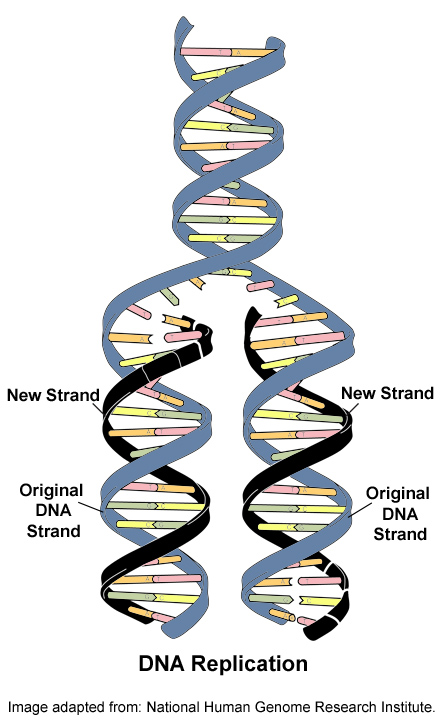 New Strand
New Strand
Original
DNA
Strand
Original
DNA
Strand
DNA Replication
Image adapted from: National Human Genome Research Institute.